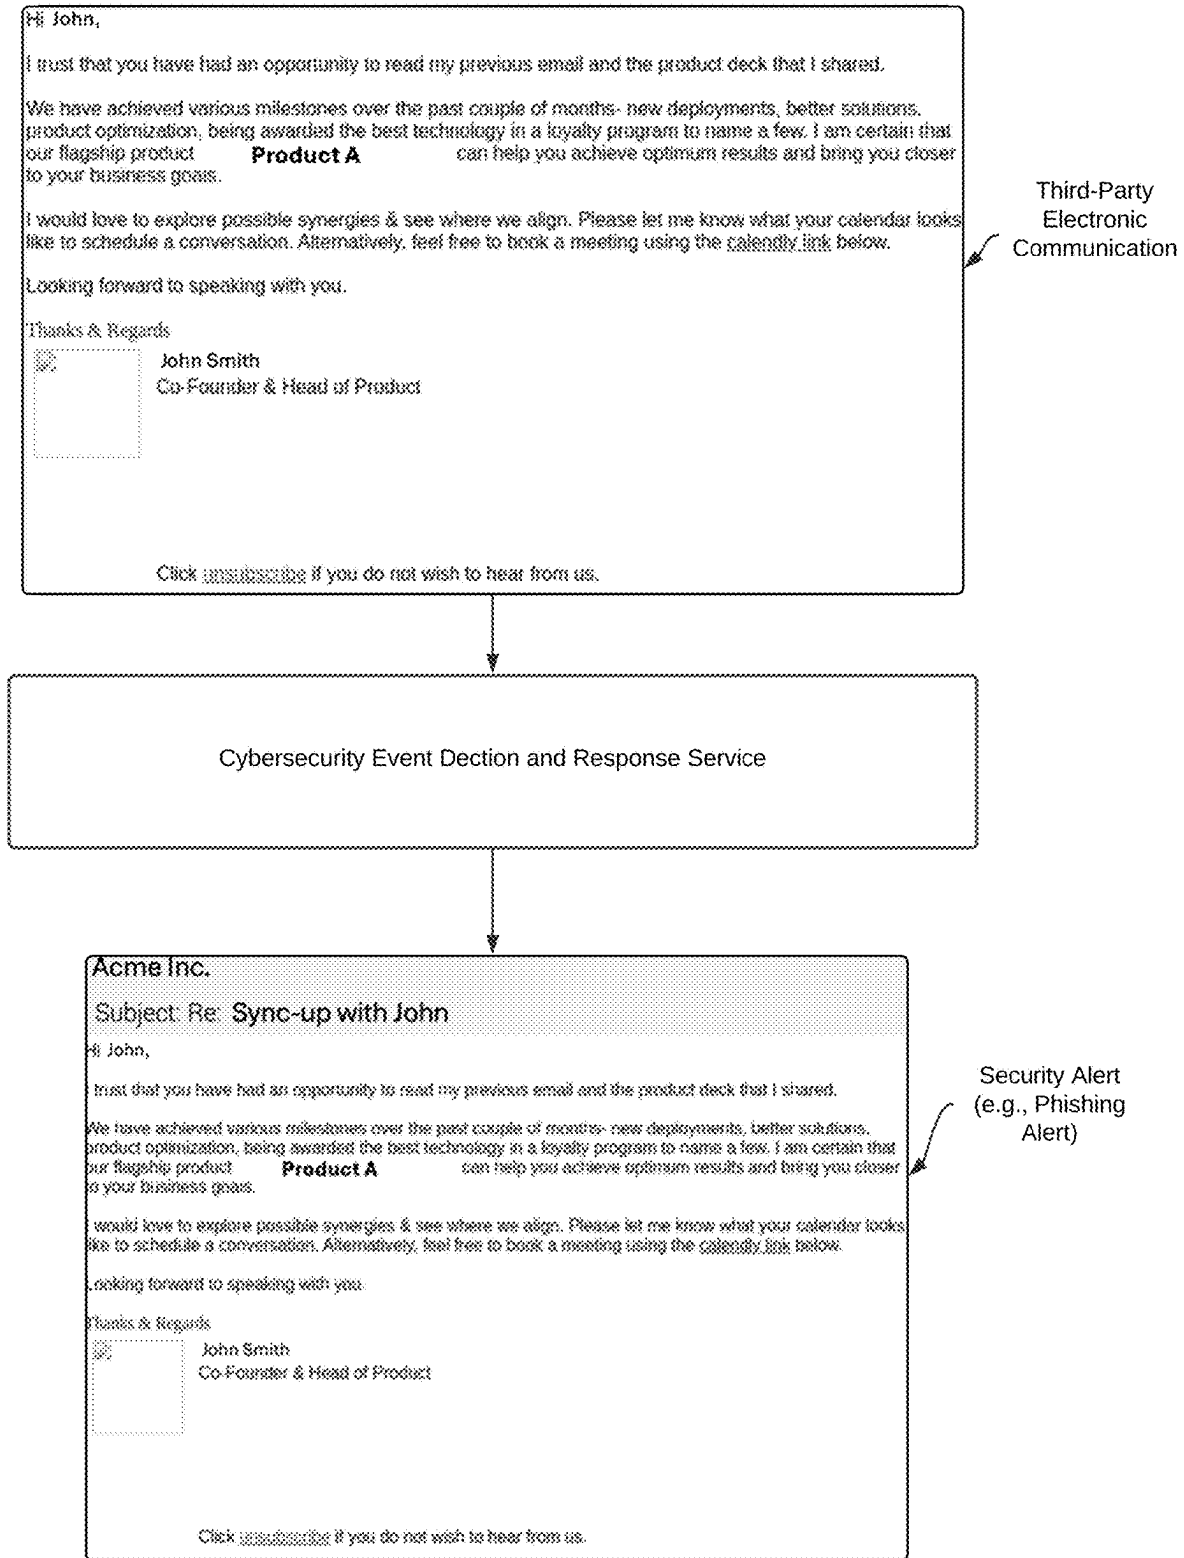 Hi John,
I trust that you have had an opportunity to read my previous email and the product deck that I shared.
We have achieved various milestones over the past couple of months- new deployments, better solutions,
product optimization, being awarded the best technology in a loyalty program to name a few. I am certain that
our flagship product Product A can help you achieve optimum results and bring you closer
to your business goals.
I would love to explore possible synergies & see where we align. Please let me know what your calendar looks
like to schedule a conversation. Alternatively, feel free to book a meeting using the calendly link below.
Looking forward to speaking with you.
Thanks & Regards
John Smith
Co-Founder & Head of Product
Click unsubscribe if you do not wish to hear from us.
Third-Party
Electronic
Communication
Cybersecurity Event Dection and Response Service
Acme Inc.
Subject: Re: Sync-up with John
Hi John,
I trust that you have had an opportunity to read my previous email and the product deck that I shared.
We have achieved various milestones over the past couple of months- new deployments, better solutions,
product optimization, being awarded the best technology in a loyalty program to name a few. I am certain that
our flagship product Product A can help you achieve optimum results and bring you closer
to your business goals.
I would love to explore possible synergies & see where we align. Please let me know what your calendar looks
like to schedule a conversation. Alternatively, feel free to book a meeting using the calendly link below.
Looking forward to speaking with you.
Thanks & Regards
John Smith
Co-Founder & Head of Product
Click unsubscribe if you do not wish to hear from us.
Security Alert
(e.g., Phishing
Alert)